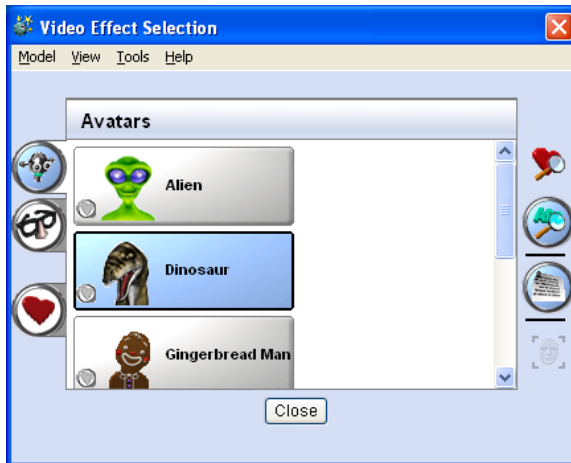 Video Effect Selection
Model View Tools Help
Avatars
Alien
Dinosaur
Gingerbread Man
Close